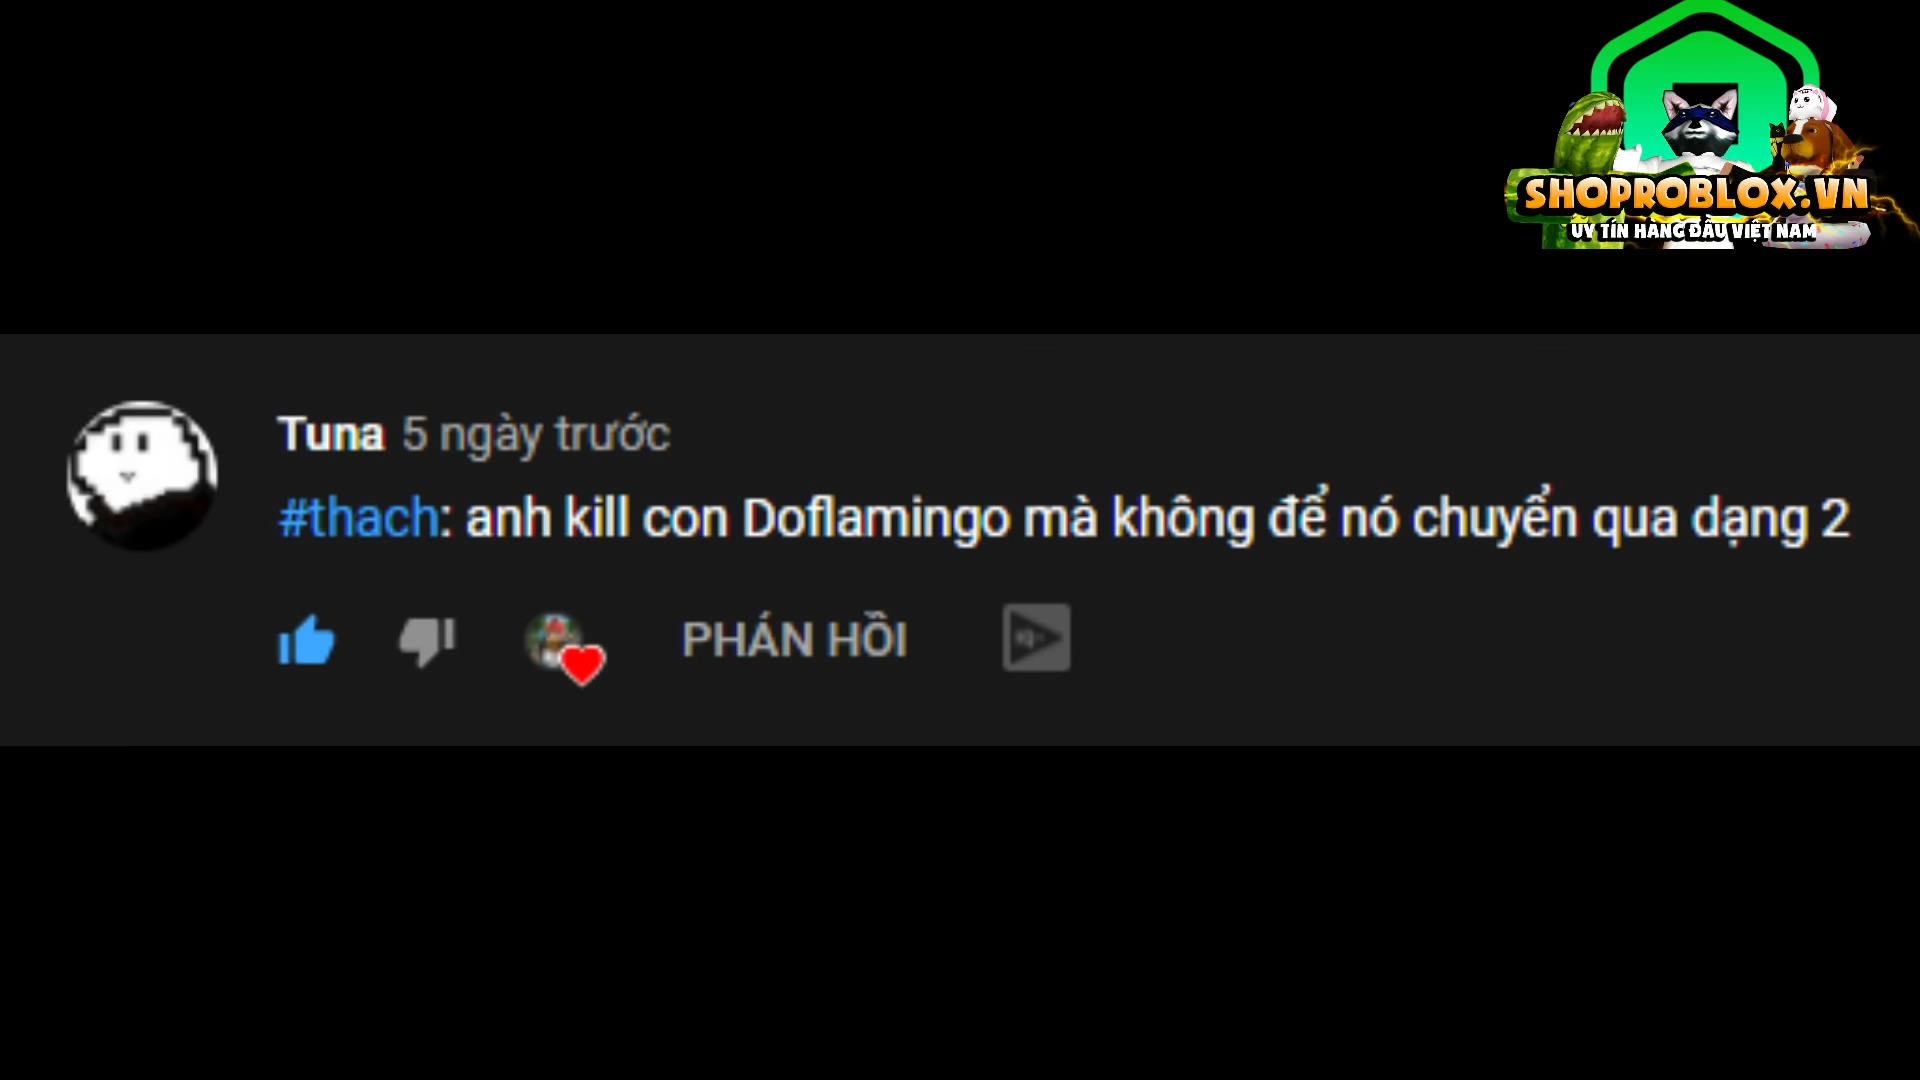 SHOPROBLOX.VN
UY TÍN HÀNG ĐẦU VIỆT NAM
Tuna 5 ngày trước
#thach: anh kill con Doflamingo mà không để nó chuyển qua dạng 2
PHẢN HỒI